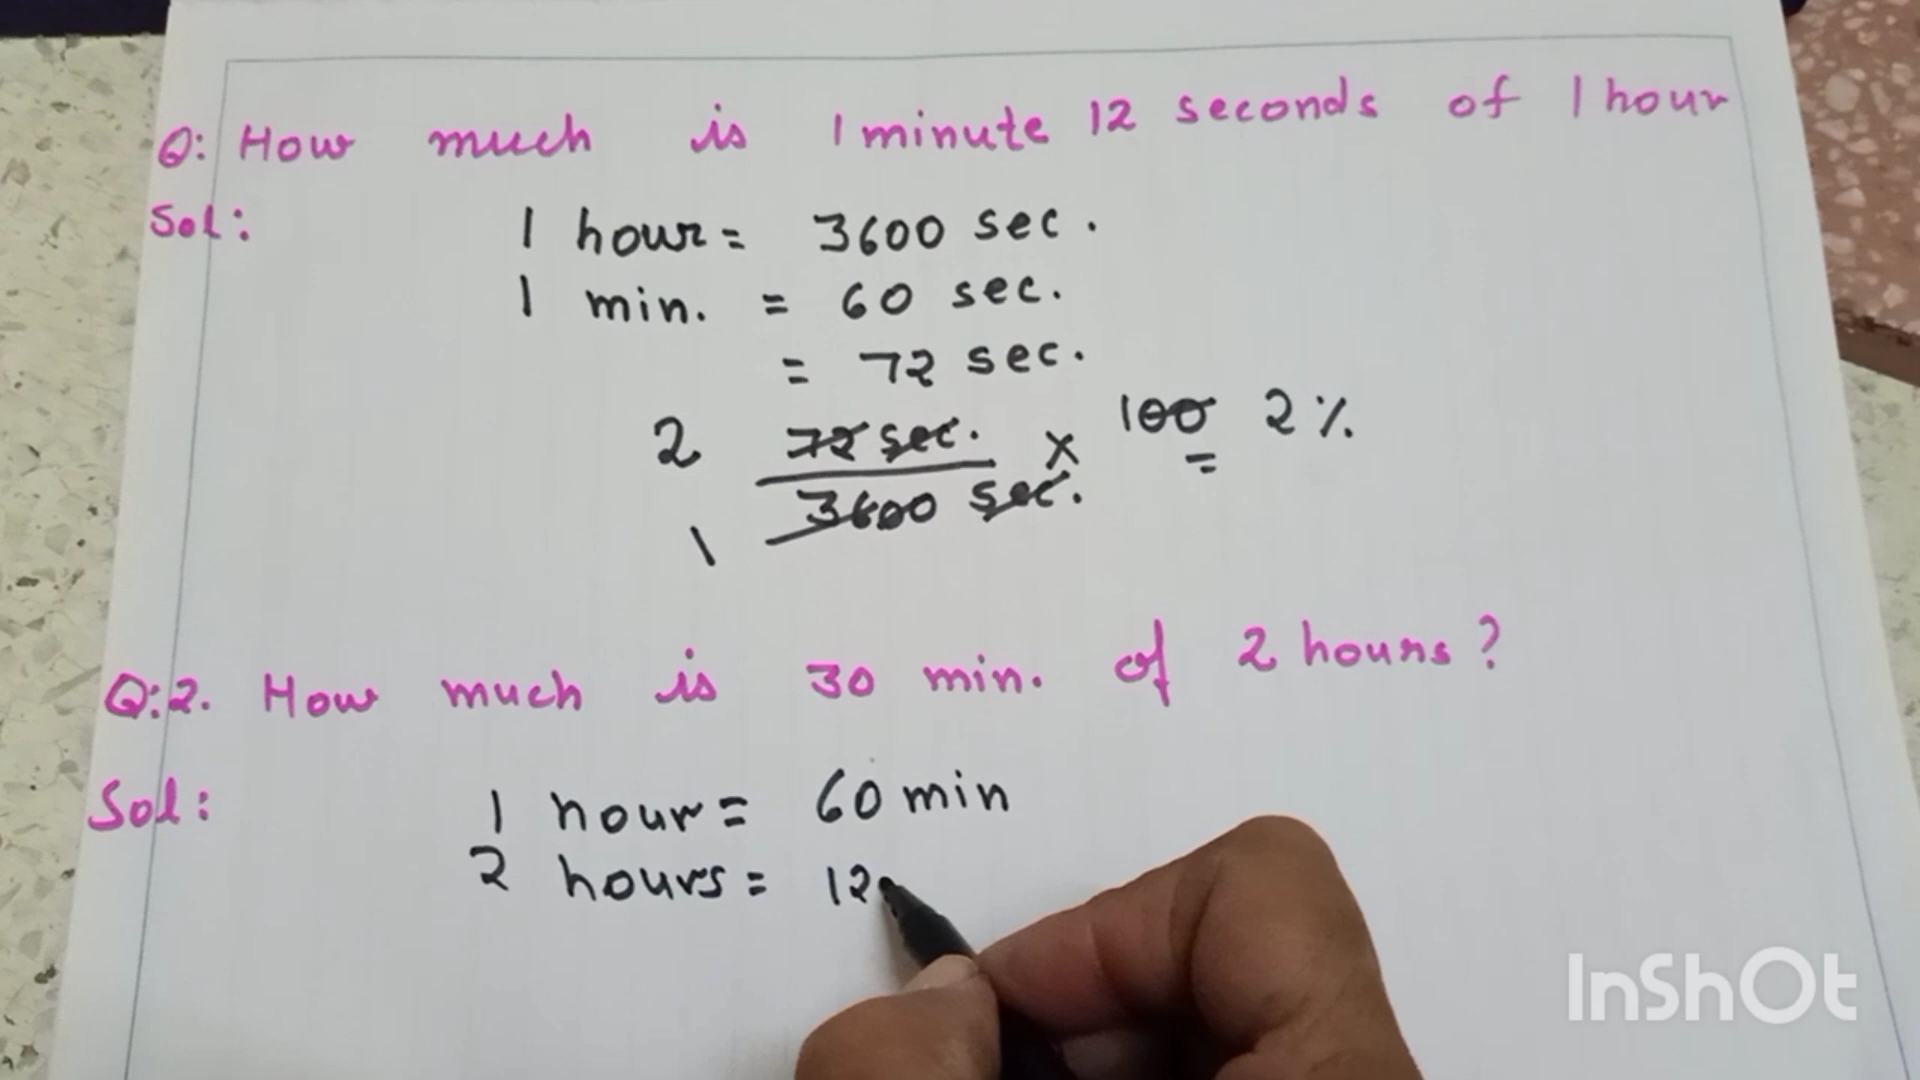 Q: How much is 1 minute 12 seconds of 1 hour
Sol: 1 hour = 3600 sec.
1 min. = 60 sec.
= 72 sec.
2 72 sec. × 100 2 %
=
1 3600 sec.
Q:2. How much is 30 min. of 2 hours?
Sol: 1 hour = 60 min
2 hours = 12
InShOt